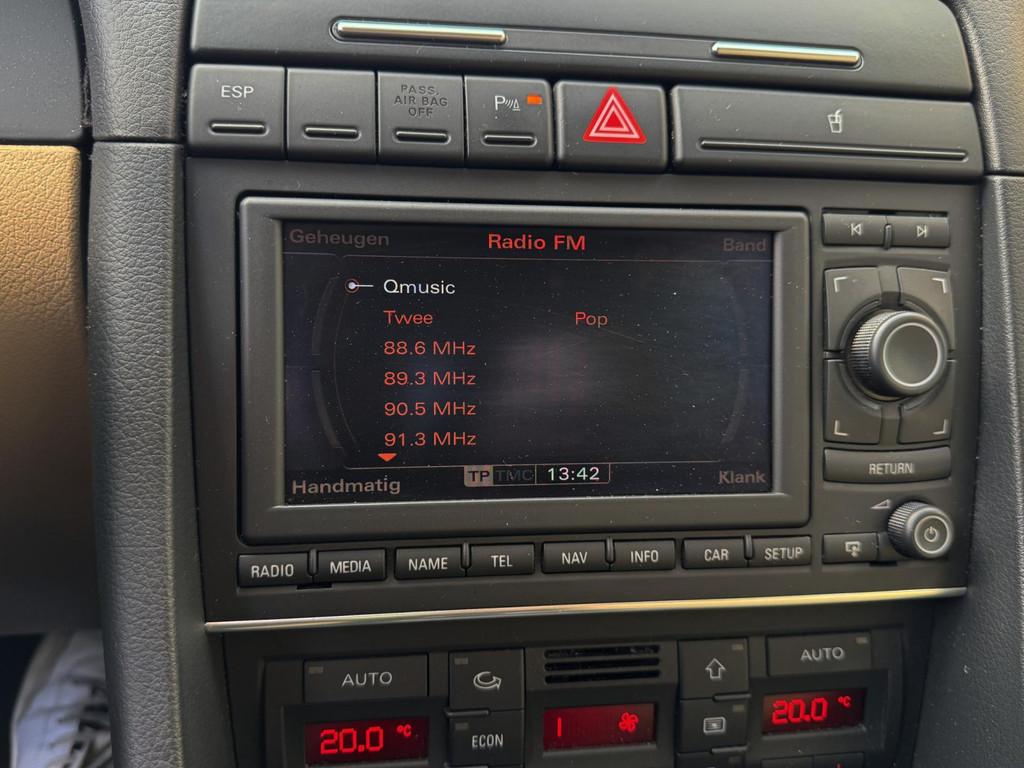 ESP
PASS.
AIR BAG
OFF
P
Geheugen Radio FM Band
Qmusic
Twee Pop
88.6 MHz
89.3 MHz
90.5 MHz
91.3 MHz
TP TMC 13:42
Handmatig Klank
RETURN
RADIO MEDIA NAME TEL NAV INFO CAR SETUP
AUTO AUTO
20.0 °C 20.0 °C
ECON